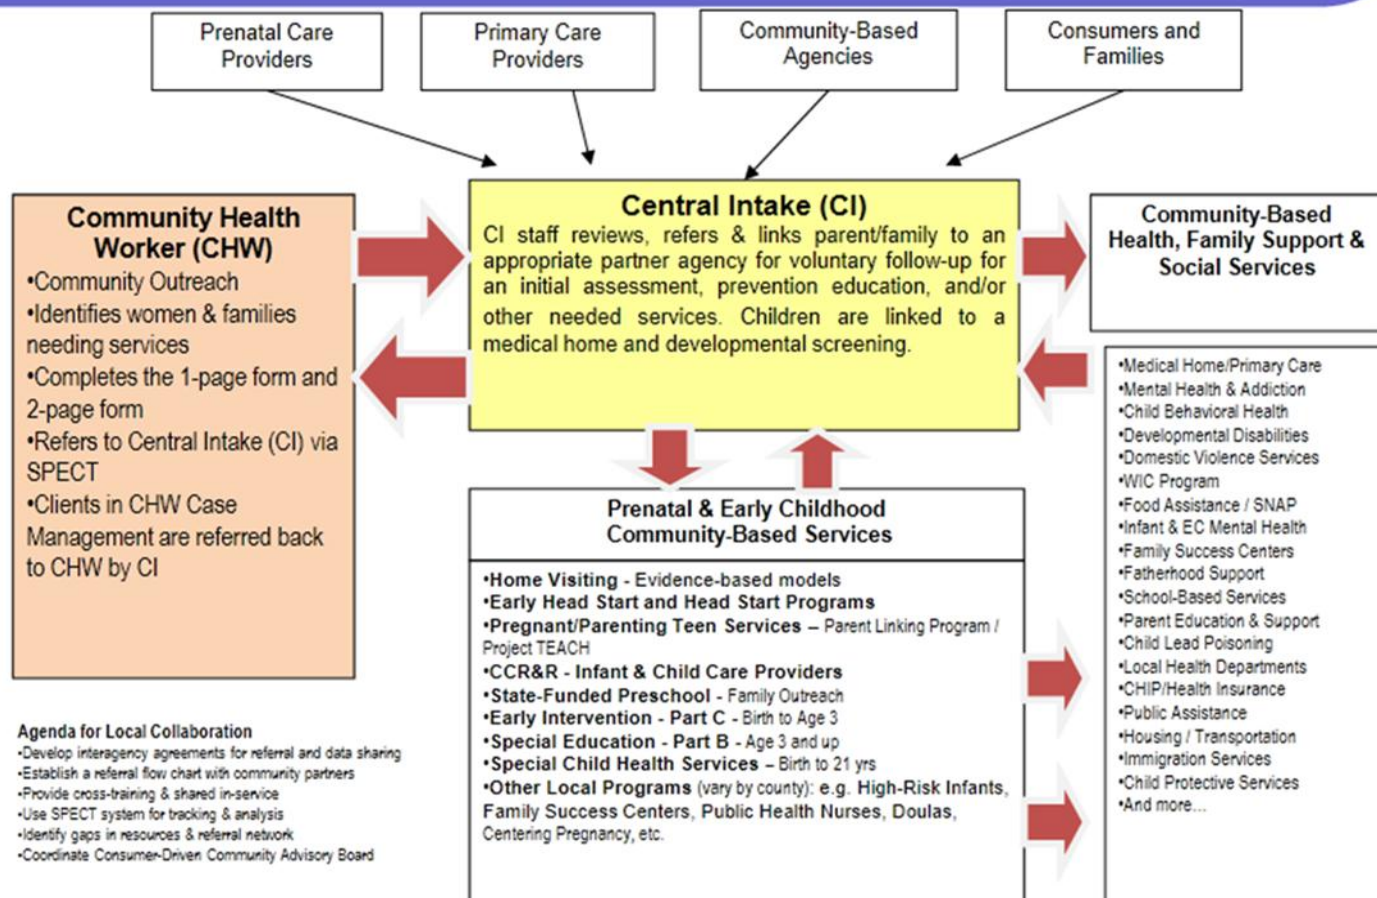 Prenatal Care
Providers
Primary Care
Providers
Community-Based
Agencies
Consumers and
Families
Community Health
Worker (CHW)
•Community Outreach
•Identifies women & families
needing services
•Completes the 1-page form and
2-page form
•Refers to Central Intake (CI) via
SPECT
•Clients in CHW Case
Management are referred back
to CHW by CI
Central Intake (CI)
CI staff reviews, refers & links parent/family to an
appropriate partner agency for voluntary follow-up for
an initial assessment, prevention education, and/or
other needed services. Children are linked to a
medical home and developmental screening.
Community-Based
Health, Family Support &
Social Services
•Medical Home/Primary Care
•Mental Health & Addiction
•Child Behavioral Health
•Developmental Disabilities
•Domestic Violence Services
•WIC Program
•Food Assistance / SNAP
•Infant & EC Mental Health
•Family Success Centers
•Fatherhood Support
•School-Based Services
•Parent Education & Support
•Child Lead Poisoning
•Local Health Departments
•CHIP/Health Insurance
•Public Assistance
•Housing / Transportation
•Immigration Services
•Child Protective Services
•And more...
Prenatal & Early Childhood
Community-Based Services
•Home Visiting - Evidence-based models
•Early Head Start and Head Start Programs
•Pregnant/Parenting Teen Services – Parent Linking Program /
Project TEACH
•CCR&R - Infant & Child Care Providers
•State-Funded Preschool - Family Outreach
•Early Intervention - Part C - Birth to Age 3
•Special Education - Part B - Age 3 and up
•Special Child Health Services – Birth to 21 yrs
•Other Local Programs (vary by county): e.g. High-Risk Infants,
Family Success Centers, Public Health Nurses, Doulas,
Centering Pregnancy, etc.
Agenda for Local Collaboration
•Develop interagency agreements for referral and data sharing
•Establish a referral flow chart with community partners
•Provide cross-training & shared in-service
•Use SPECT system for tracking & analysis
•Identify gaps in resources & referral network
•Coordinate Consumer-Driven Community Advisory Board